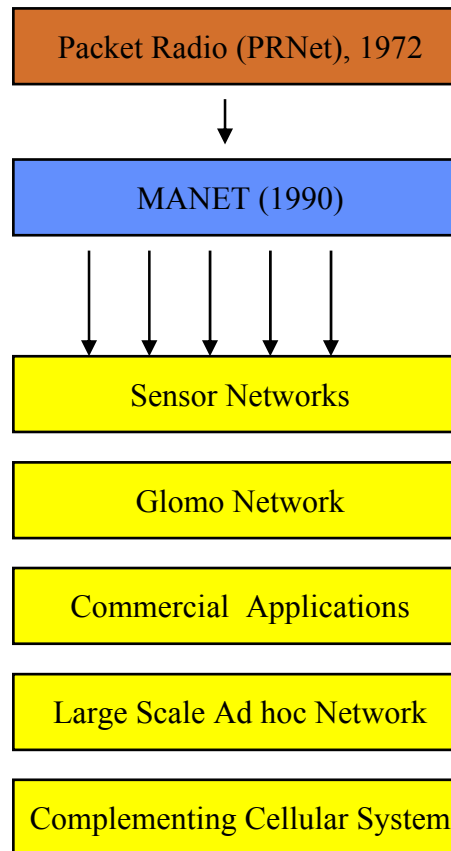 Packet Radio (PRNet), 1972
MANET (1990)
Sensor Networks
Glomo Network
Commercial Applications
Large Scale Ad hoc Network
Complementing Cellular System